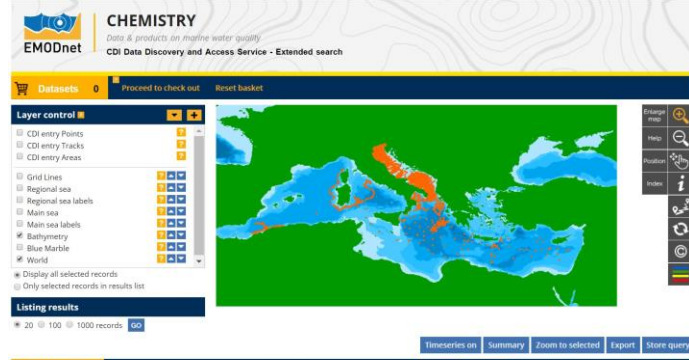 EMODnet
CHEMISTRY
Data & products on marine water quality
CDI Data Discovery and Access Service - Extended search
Datasets 0 Proceed to check out Reset basket
Layer control
CDI entry Points
CDI entry Tracks
CDI entry Areas
Grid Lines
Regional sea
Regional sea labels
Main sea
Main sea labels
Bathymetry
Blue Marble
World
Display all selected records
Only selected records in results list
Listing results
20 100 1000 records GO
Enlarge map
Help
Position
Index
Timeseries on Summary Zoom to selected Export Store query